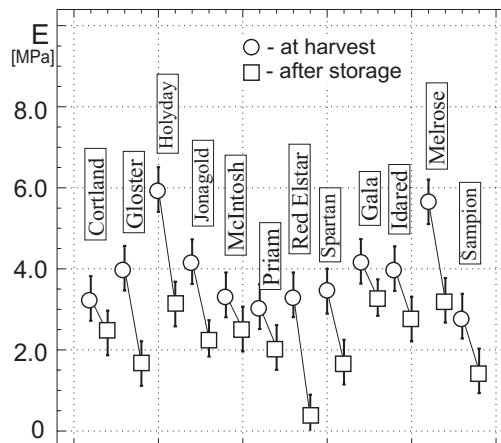 E
[MPa]
- at harvest
- after storage
8.0
6.0
4.0
2.0
0
Cortland
Gloster
Holyday
Jonagold
McIntosh
Priam
Red Elstar
Spartan
Gala
Idared
Melrose
Šampion